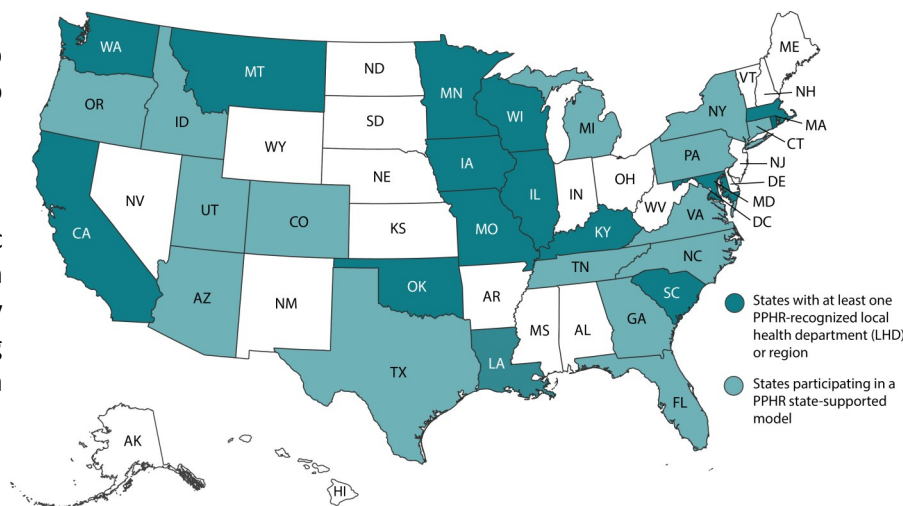 WA
MT
ND
MN
ME
VT
NH
OR
ID
SD
WI
NY
MA
MI
CT
WY
IA
PA
NJ
NE
OH
DE
NV
IL
IN
MD
UT
CO
WV
VA
DC
CA
KS
MO
KY
NC
TN
AZ
NM
OK
AR
SC
MS
AL
GA
TX
LA
FL
AK
HI
States with at least one
PPHR-recognized local
health department (LHD)
or region
States participating in a
PPHR state-supported
model